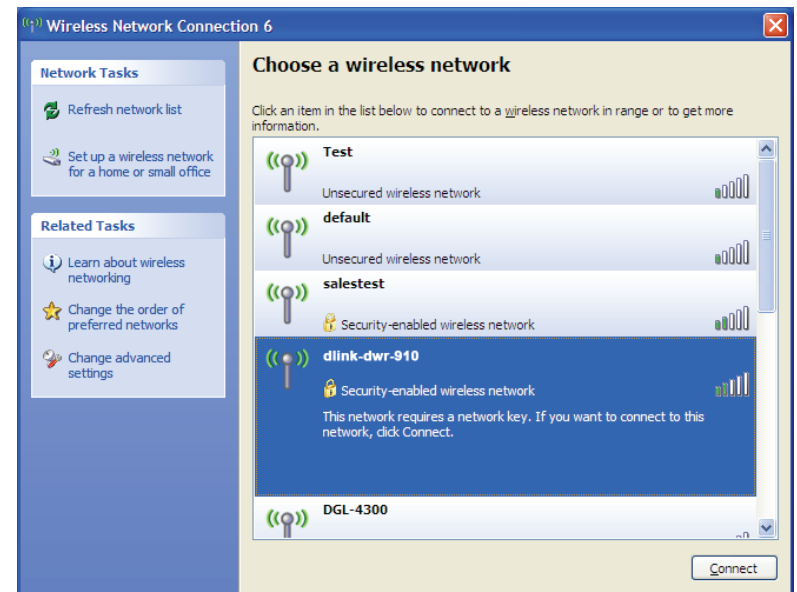 Wireless Network Connection 6
Network Tasks
Refresh network list
Set up a wireless network
for a home or small office
Related Tasks
Learn about wireless
networking
Change the order of
preferred networks
Change advanced
settings
Choose a wireless network
Click an item in the list below to connect to a wireless network in range or to get more
information.
Test
Unsecured wireless network
default
Unsecured wireless network
salestest
Security-enabled wireless network
dlink-dwr-910
Security-enabled wireless network
This network requires a network key. If you want to connect to this
network, click Connect.
DGL-4300
Connect